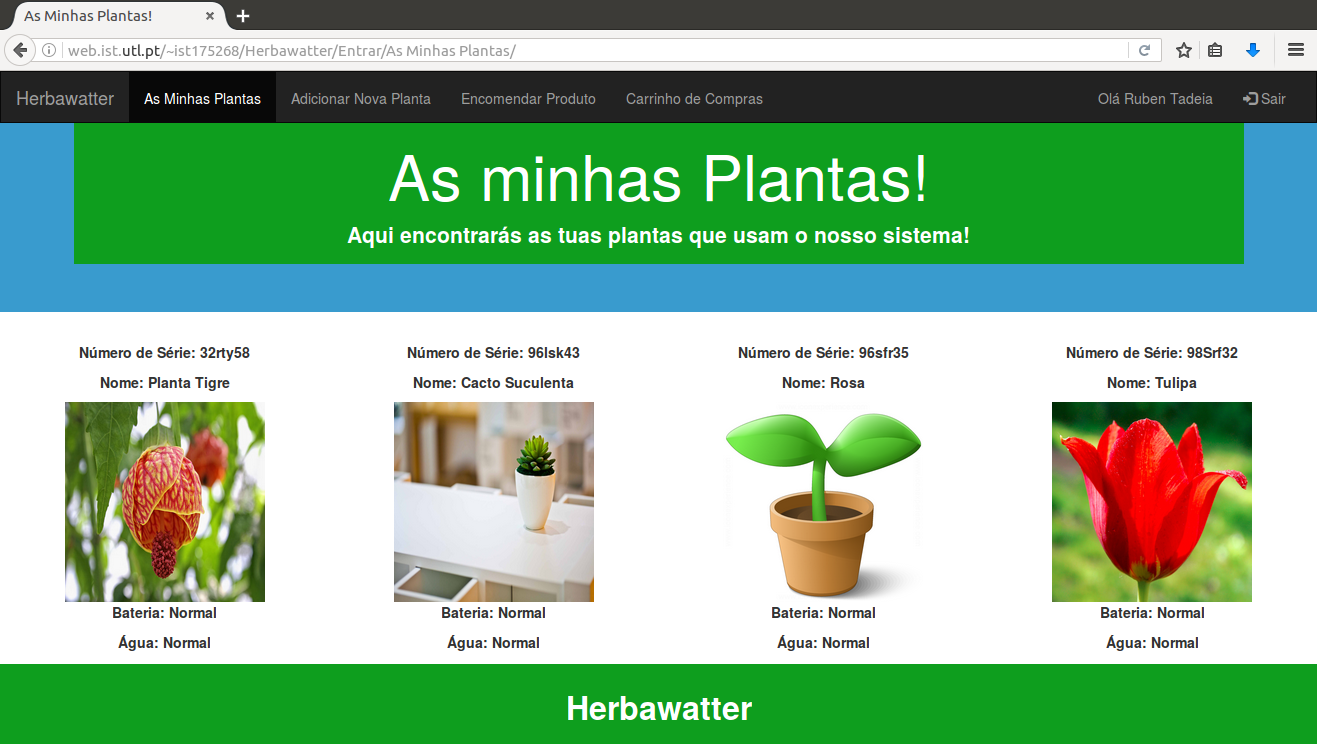 As Minhas Plantas!
web.ist.utl.pt/~ist175268/Herbawatter/Entrar/As Minhas Plantas/
Herbawatter As Minhas Plantas Adicionar Nova Planta Encomendar Produto Carrinho de Compras Olá Ruben Tadeia Sair
As minhas Plantas!
Aqui encontrarás as tuas plantas que usam o nosso sistema!
Número de Série: 32rty58
Nome: Planta Tigre
Bateria: Normal
Água: Normal
Número de Série: 96lsk43
Nome: Cacto Suculenta
Bateria: Normal
Água: Normal
Número de Série: 96sfr35
Nome: Rosa
Bateria: Normal
Água: Normal
Número de Série: 98Srf32
Nome: Tulipa
Bateria: Normal
Água: Normal
Herbawatter